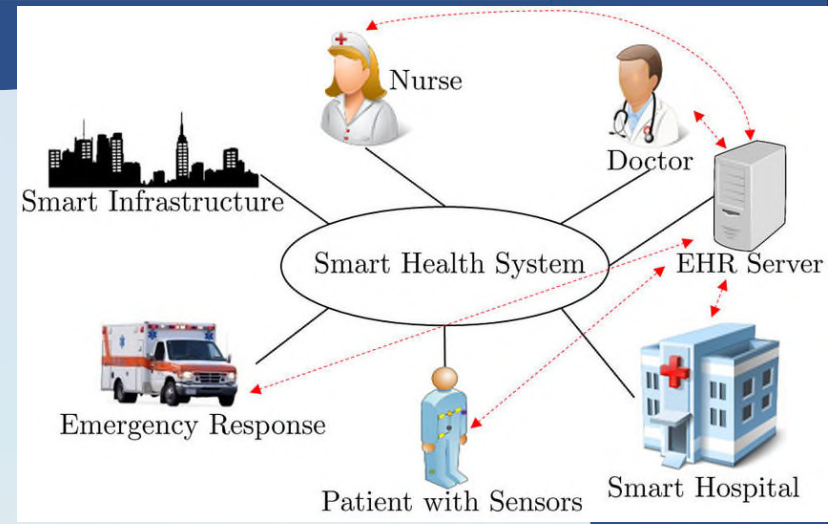 Nurse
Doctor
Smart Infrastructure
Smart Health System
EHR Server
Emergency Response
Patient with Sensors
Smart Hospital